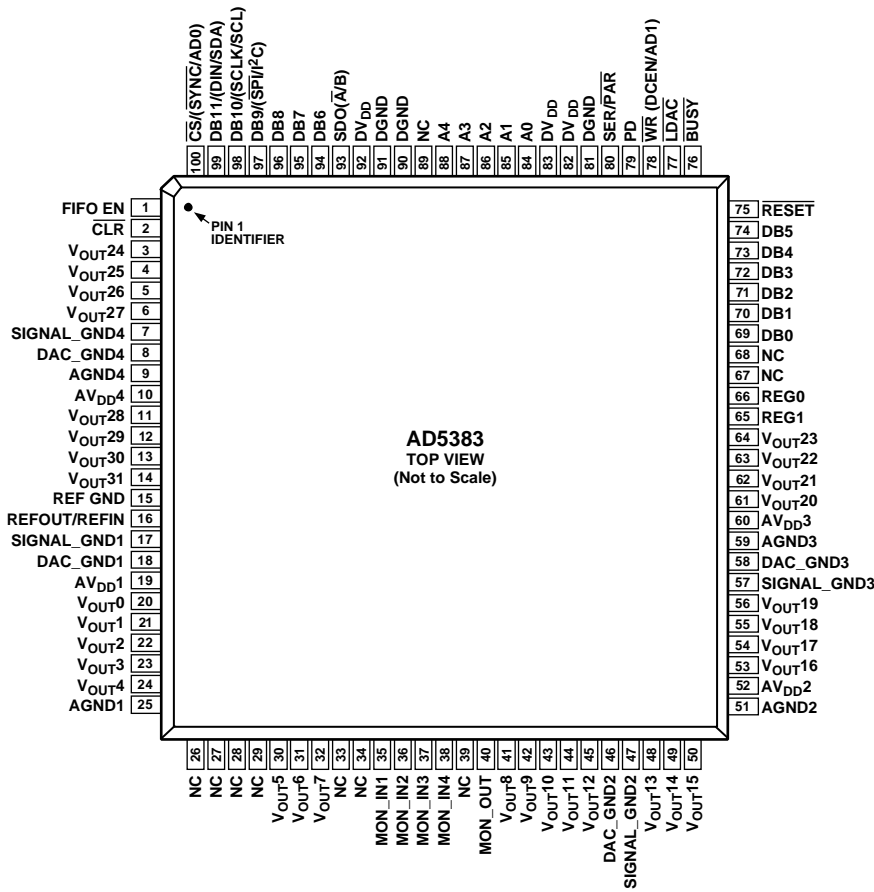 CS/(SYNC/AD0)
DB11/(DIN/SDA)
DB10/(SCLK/SCL)
DB9/(SPI/I²C)
DB8
DB7
DB6
SDO(A/B)
DVDD
DGND
DGND
NC
A4
A3
A2
A1
A0
DVDD
DVDD
DGND
SER/PAR
PD
WR (DCEN/AD1)
LDAC
BUSY
100 99 98 97 96 95 94 93 92 91 90 89 88 87 86 85 84 83 82 81 80 79 78 77 76
FIFO EN 1
CLR 2
VOUT24 3
VOUT25 4
VOUT26 5
VOUT27 6
SIGNAL_GND4 7
DAC_GND4 8
AGND4 9
AVDD4 10
VOUT28 11
VOUT29 12
VOUT30 13
VOUT31 14
REF GND 15
REFOUT/REFIN 16
SIGNAL_GND1 17
DAC_GND1 18
AVDD1 19
VOUT0 20
VOUT1 21
VOUT2 22
VOUT3 23
VOUT4 24
AGND1 25
PIN 1
IDENTIFIER
AD5383
TOP VIEW
(Not to Scale)
75 RESET
74 DB5
73 DB4
72 DB3
71 DB2
70 DB1
69 DB0
68 NC
67 NC
66 REG0
65 REG1
64 VOUT23
63 VOUT22
62 VOUT21
61 VOUT20
60 AVDD3
59 AGND3
58 DAC_GND3
57 SIGNAL_GND3
56 VOUT19
55 VOUT18
54 VOUT17
53 VOUT16
52 AVDD2
51 AGND2
26 27 28 29 30 31 32 33 34 35 36 37 38 39 40 41 42 43 44 45 46 47 48 49 50
NC
NC
NC
NC
VOUT5
VOUT6
VOUT7
NC
NC
MON_IN1
MON_IN2
MON_IN3
MON_IN4
NC
MON_OUT
VOUT8
VOUT9
VOUT10
VOUT11
VOUT12
DAC_GND2
SIGNAL_GND2
VOUT13
VOUT14
VOUT15